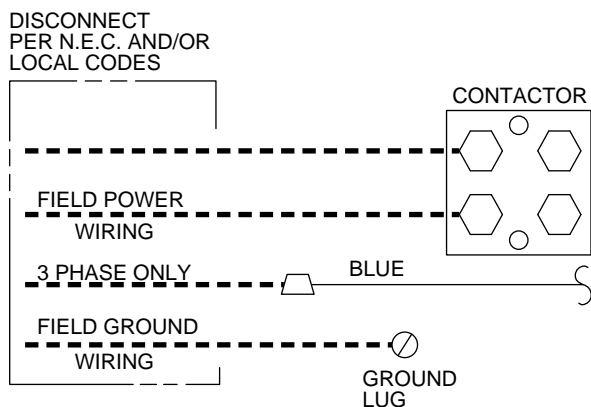 DISCONNECT
PER N.E.C. AND/OR
LOCAL CODES
CONTACTOR
FIELD POWER
WIRING
3 PHASE ONLY
BLUE
FIELD GROUND
WIRING
GROUND
LUG